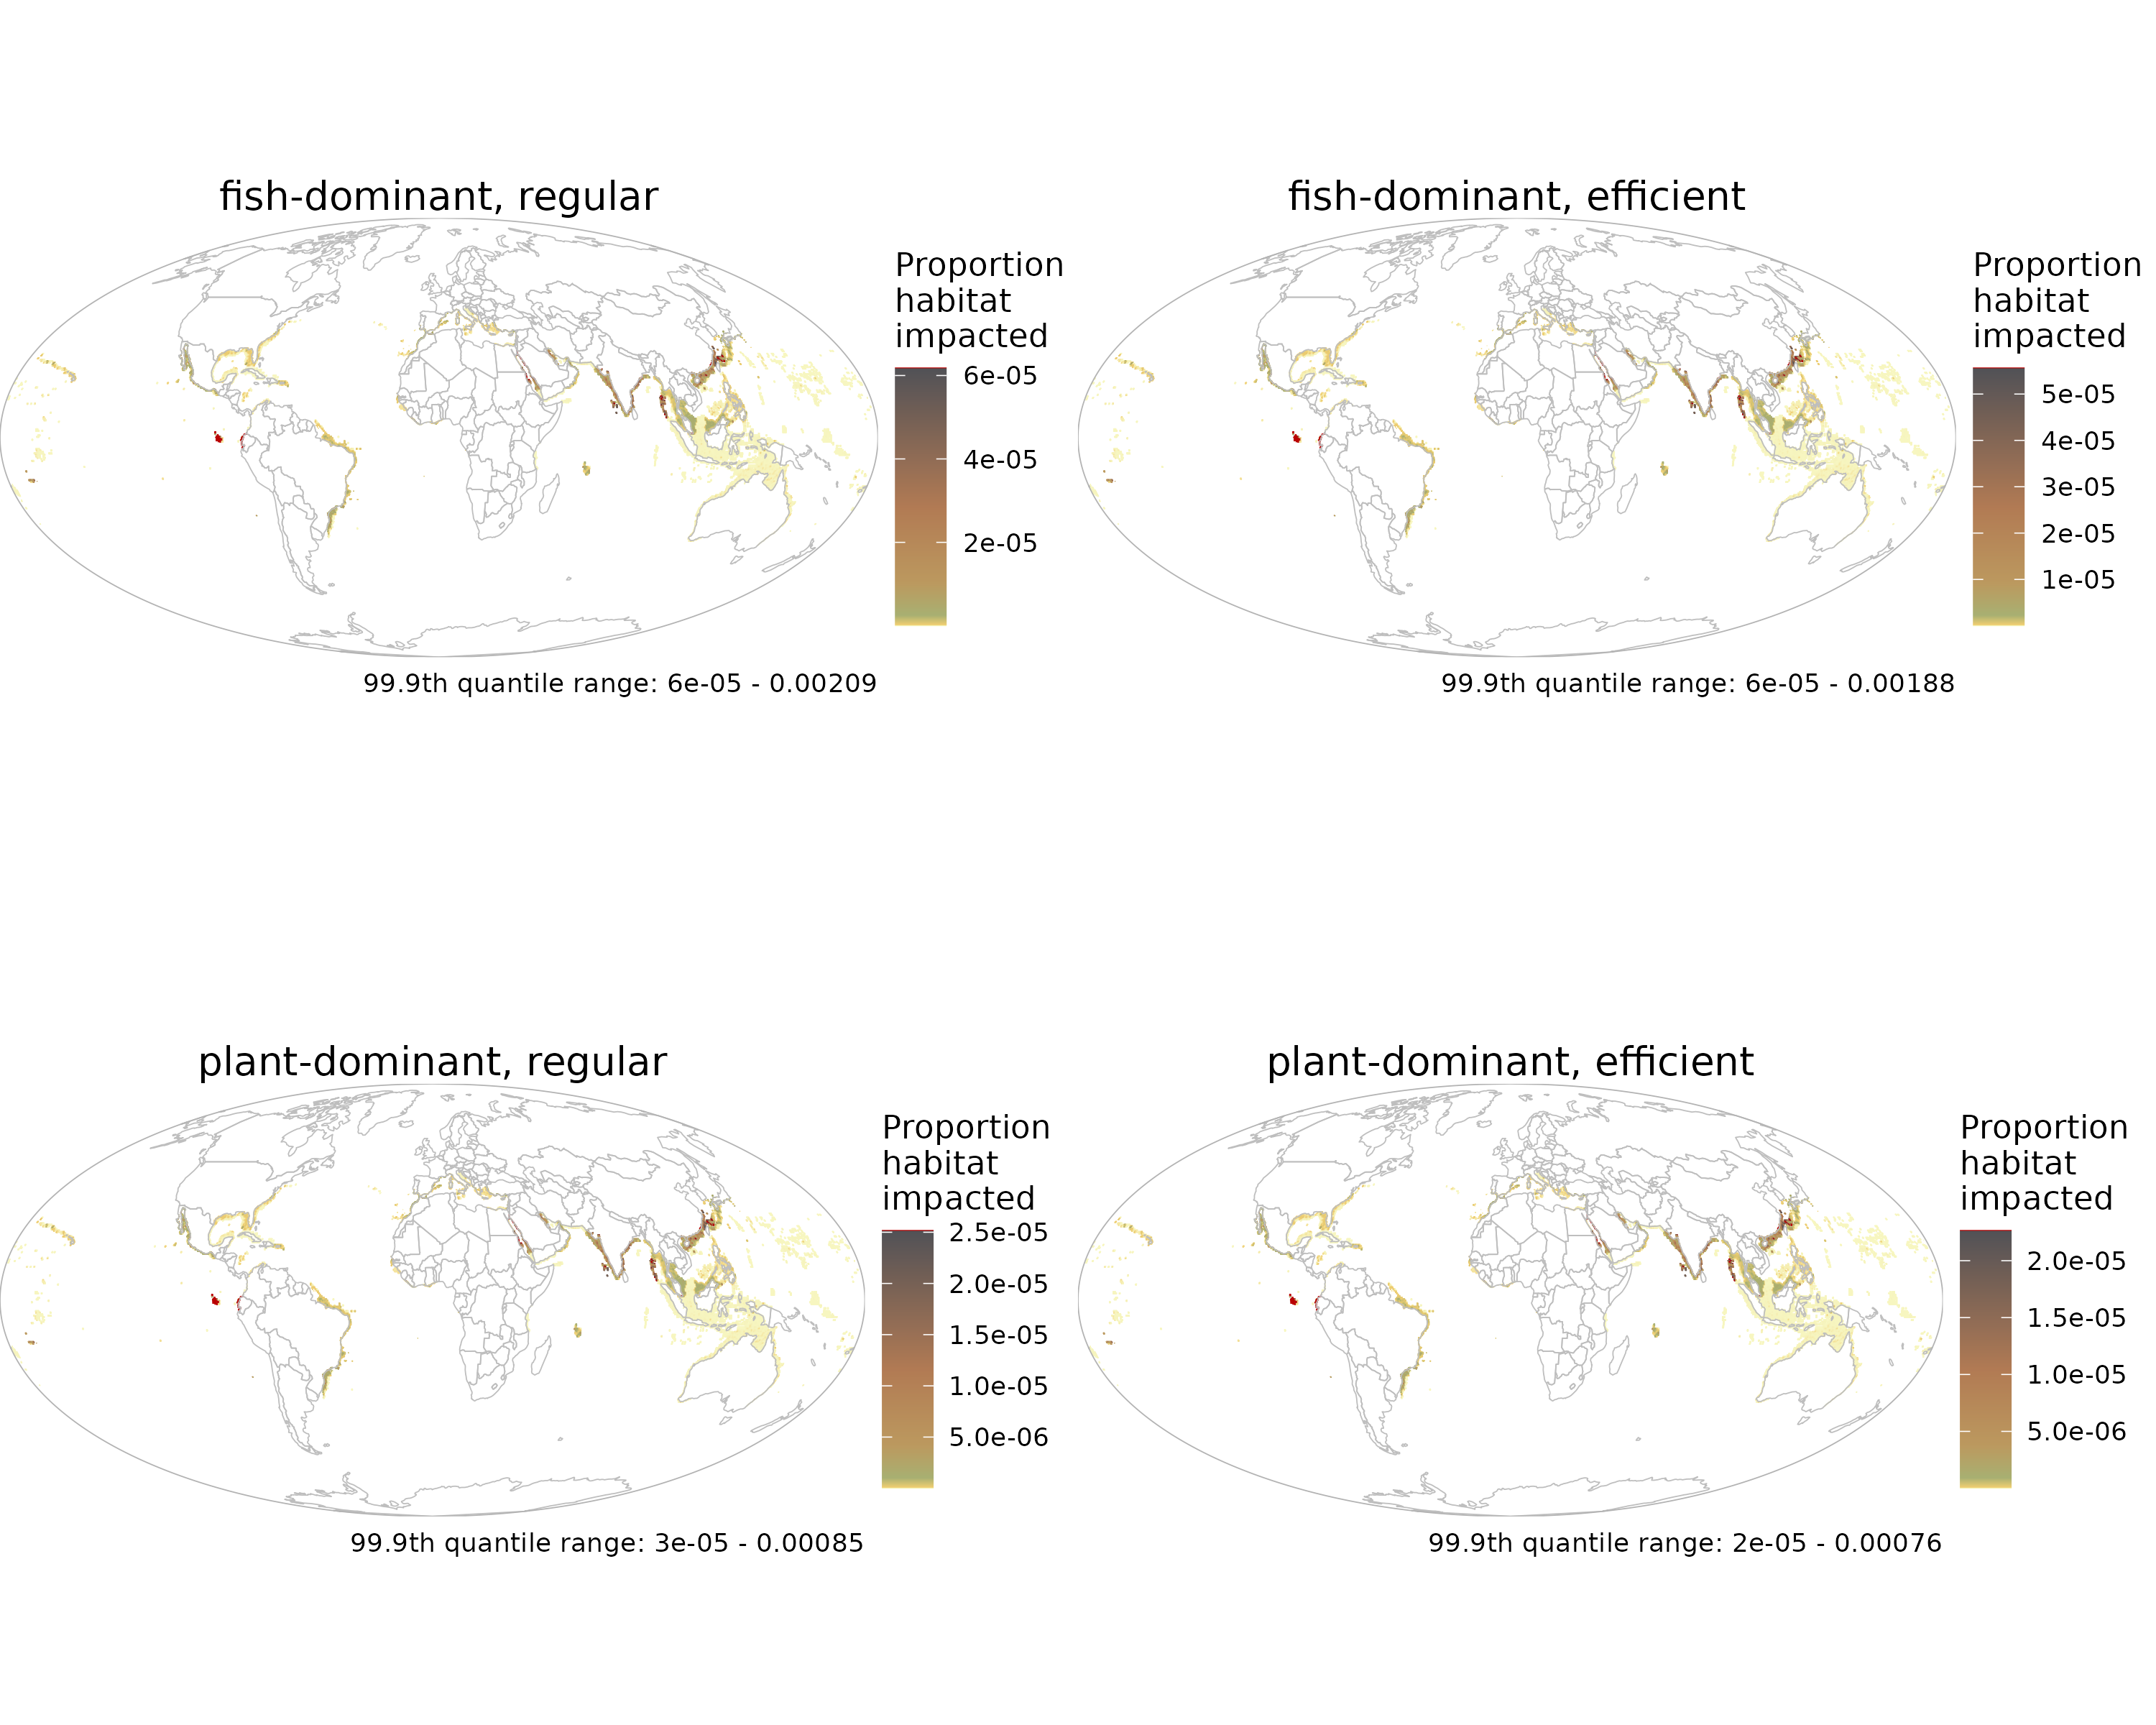 fish-dominant, regular
Proportion
habitat
impacted
6e-05
4e-05
2e-05
99.9th quantile range: 6e-05 - 0.00209
fish-dominant, efficient
Proportion
habitat
impacted
5e-05
4e-05
3e-05
2e-05
1e-05
99.9th quantile range: 6e-05 - 0.00188
plant-dominant, regular
Proportion
habitat
impacted
2.5e-05
2.0e-05
1.5e-05
1.0e-05
5.0e-06
99.9th quantile range: 3e-05 - 0.00085
plant-dominant, efficient
Proportion
habitat
impacted
2.0e-05
1.5e-05
1.0e-05
5.0e-06
99.9th quantile range: 2e-05 - 0.00076